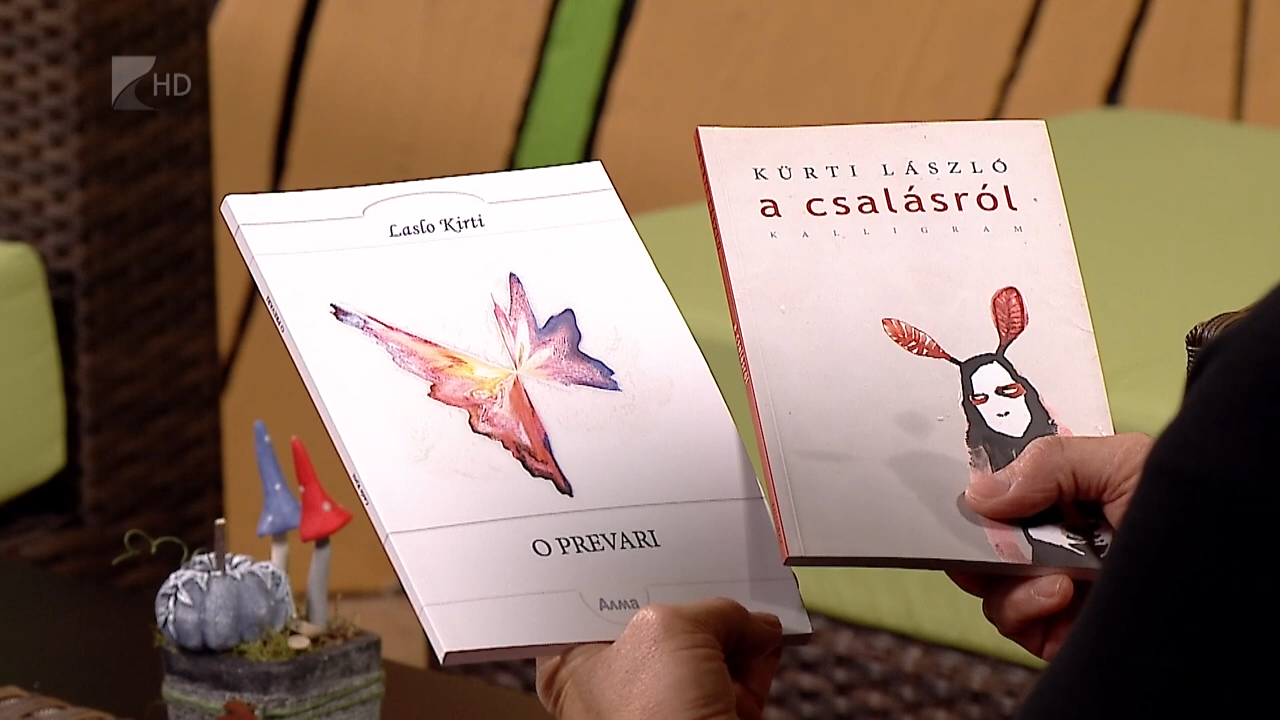 HD
Laslo Kirti
O PREVARI
Алма
KÜRTI LÁSZLÓ
a csalásról
KALLIGRAM